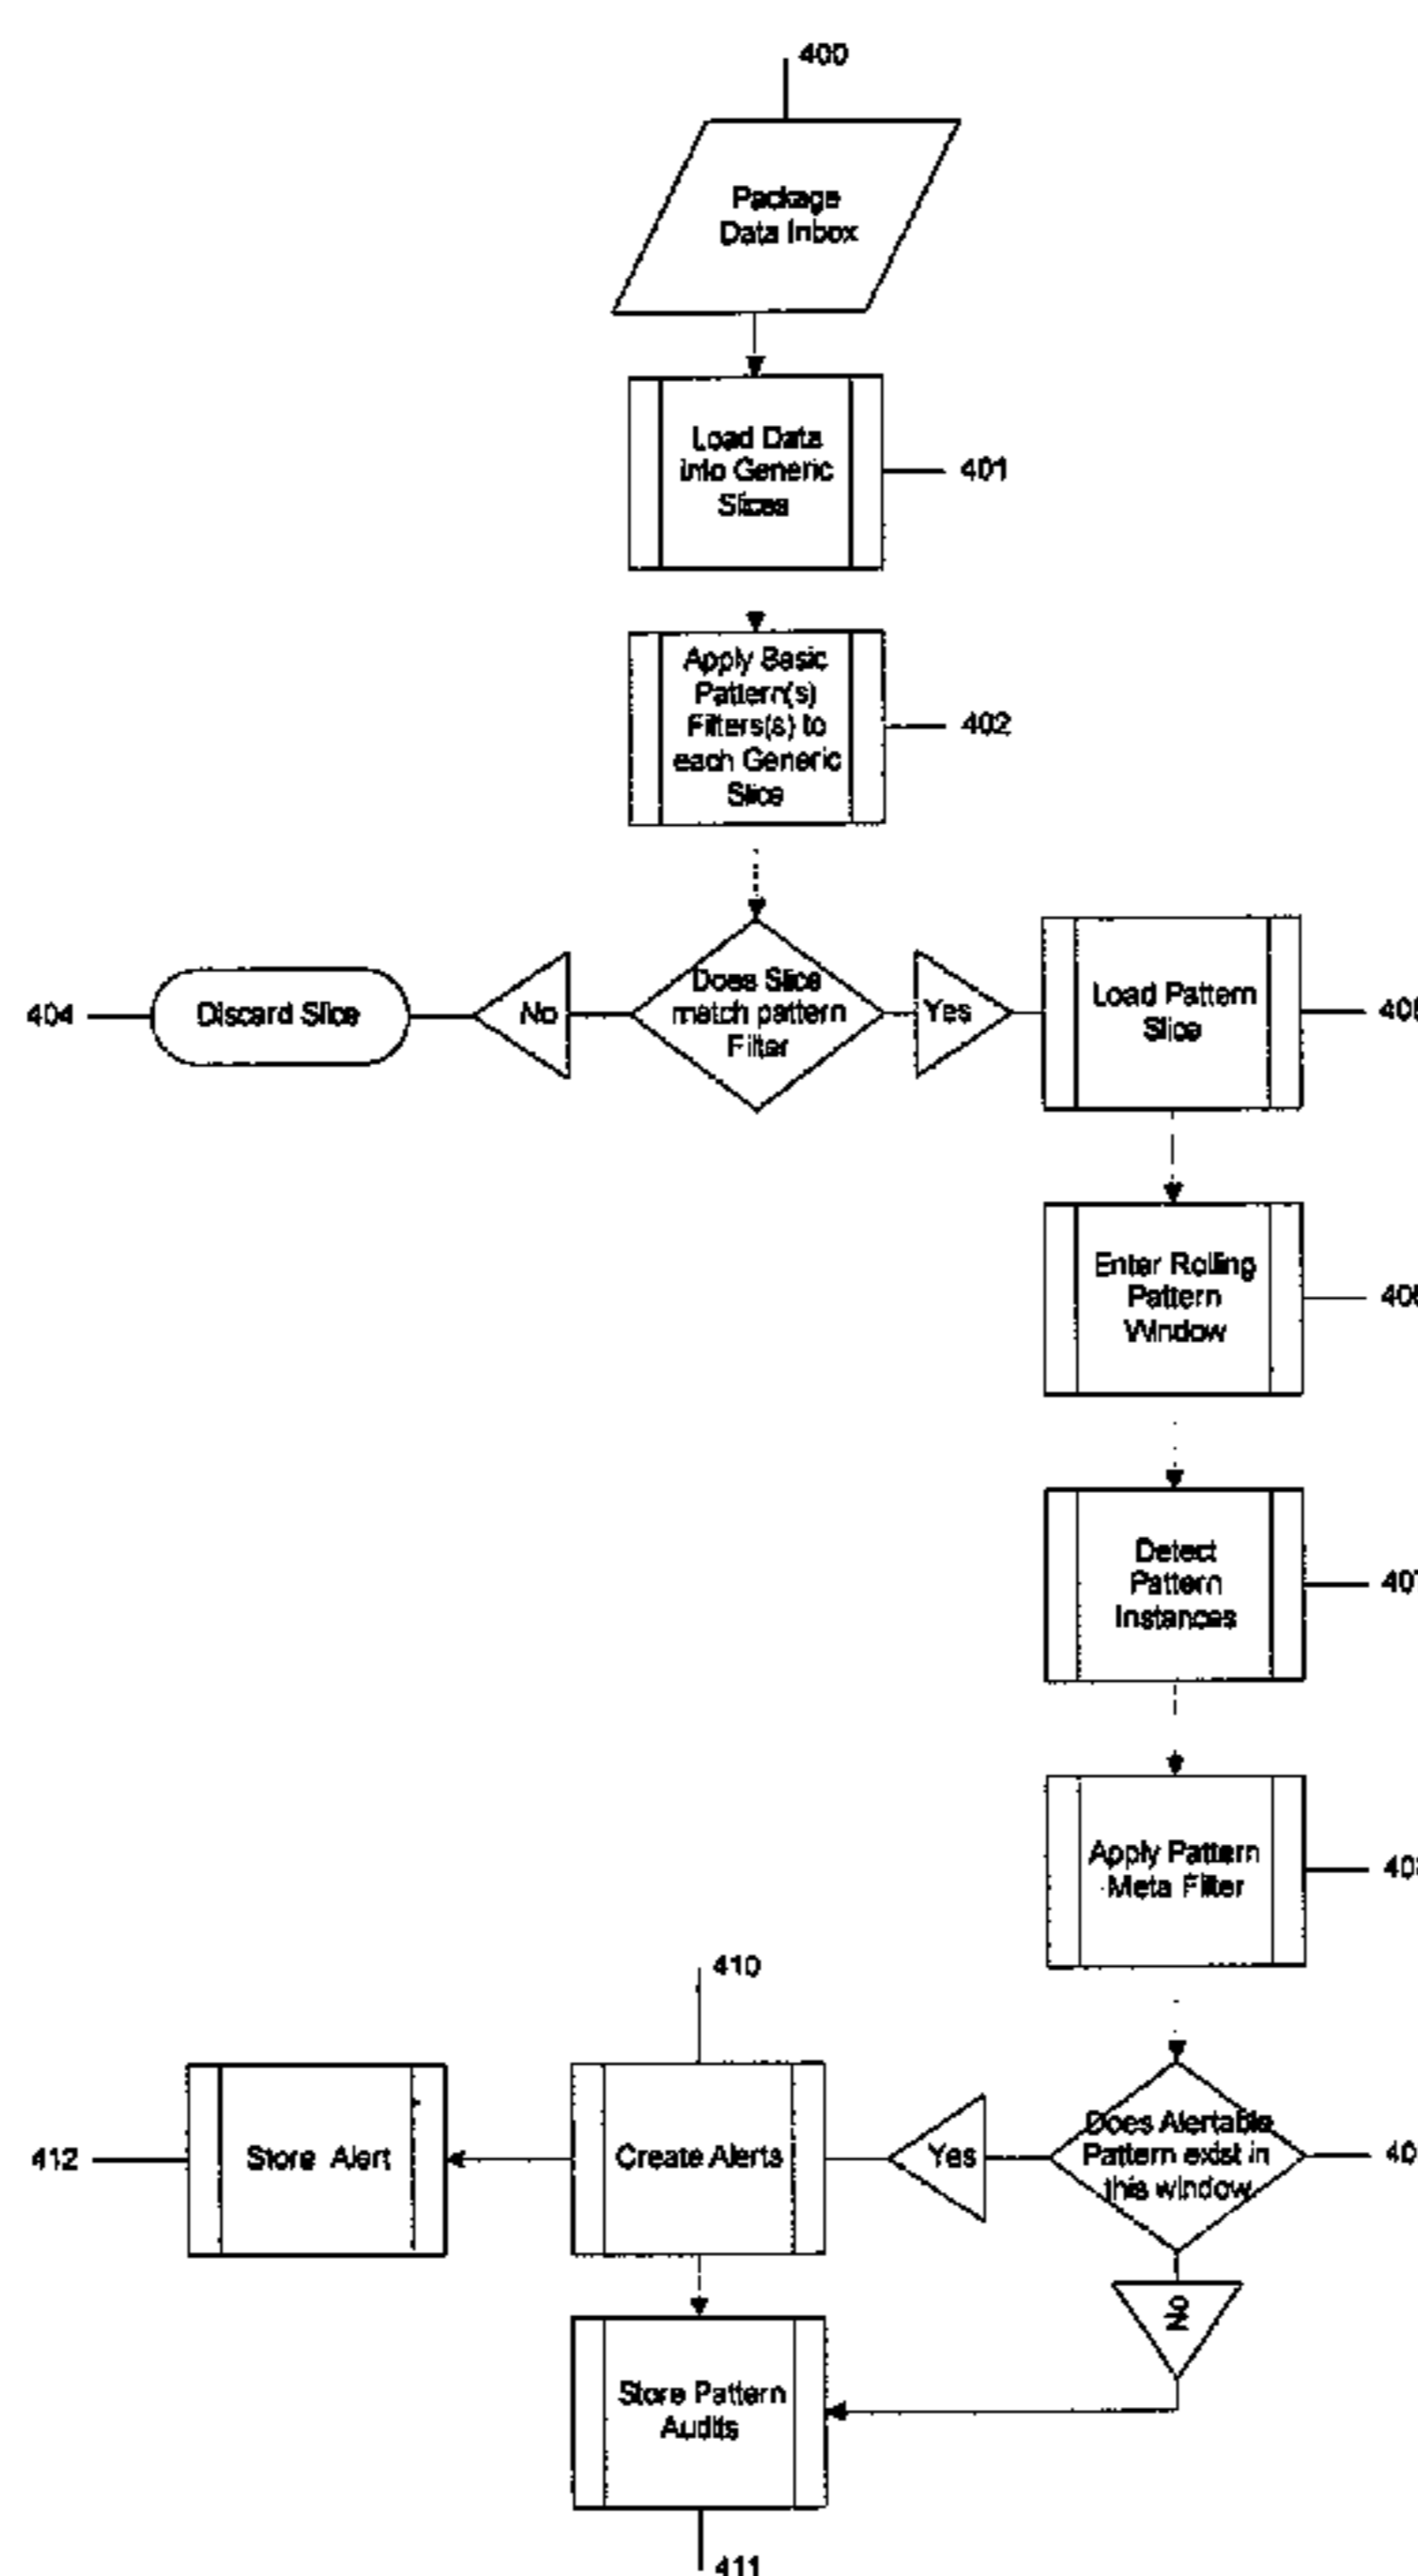 400
Package
Data Inbox
Load Data
into Generic
Slices
401
Apply Basic
Pattern(s)
Filters(s) to
each Generic
Slice
402
404
Discard Slice
No
Does Slice
match pattern
Filter
Yes
Load Pattern
Slice
Enter Rolling
Pattern
Window
Detect
Pattern
Instances
Apply Pattern
Meta Filter
410
412
Store Alert
Create Alerts
Yes
Does Alertable
Pattern exist in
this window
No
Store Pattern
Audits
411